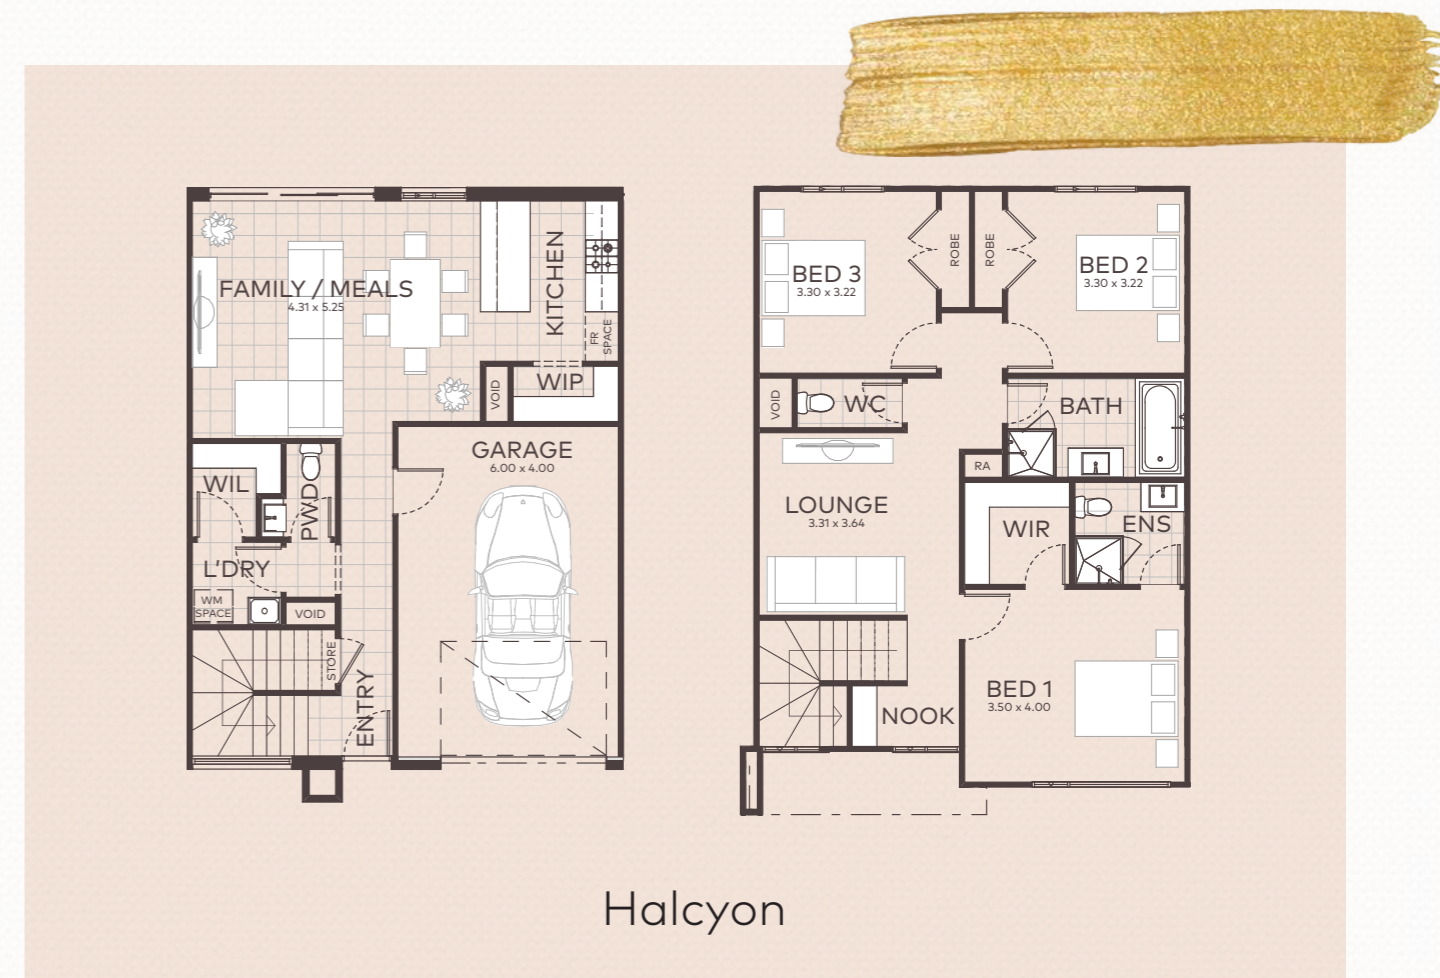 FAMILY / MEALS
4.31 x 5.25
KITCHEN
FR
SPACE
WIP
VOID
GARAGE
6.00 x 4.00
WIL
PWD
L'DRY
WM
SPACE
VOID
STORE
ENTRY
BED 3
3.30 x 3.22
ROBE
ROBE
BED 2
3.30 x 3.22
VOID
WC
BATH
RA
LOUNGE
3.31 x 3.64
WIR
ENS
BED 1
3.50 x 4.00
NOOK
Halcyon